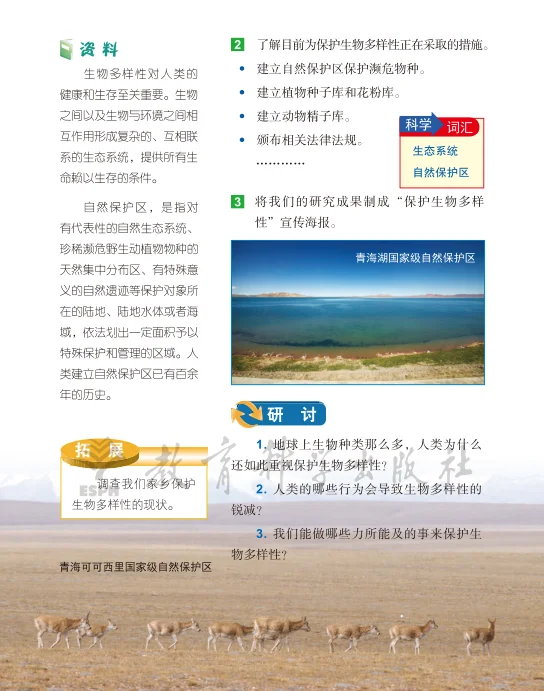 资料
生物多样性对人类的
健康和生存至关重要。生物
之间以及生物与环境之间相
互作用形成复杂的、互相联
系的生态系统，提供所有生
命赖以生存的条件。
自然保护区，是指对
有代表性的自然生态系统、
珍稀濒危野生动植物物种的
天然集中分布区、有特殊意
义的自然遗迹等保护对象所
在的陆地、陆地水体或者海
域，依法划出一定面积予以
特殊保护和管理的区域。人
类建立自然保护区已有百余
年的历史。
拓展
调查我们家乡保护
生物多样性的现状。
青海可可西里国家级自然保护区
2 了解目前为保护生物多样性正在采取的措施。
• 建立自然保护区保护濒危物种。
• 建立植物种子库和花粉库。
• 建立动物精子库。
• 颁布相关法律法规。
…………
科学 词汇
生态系统
自然保护区
3 将我们的研究成果制成“保护生物多样
性”宣传海报。
青海湖国家级自然保护区
研讨
1. 地球上生物种类那么多，人类为什么
还如此重视保护生物多样性？
2. 人类的哪些行为会导致生物多样性的
锐减？
3. 我们能做哪些力所能及的事来保护生
物多样性？
教育科学出版社
ESPH